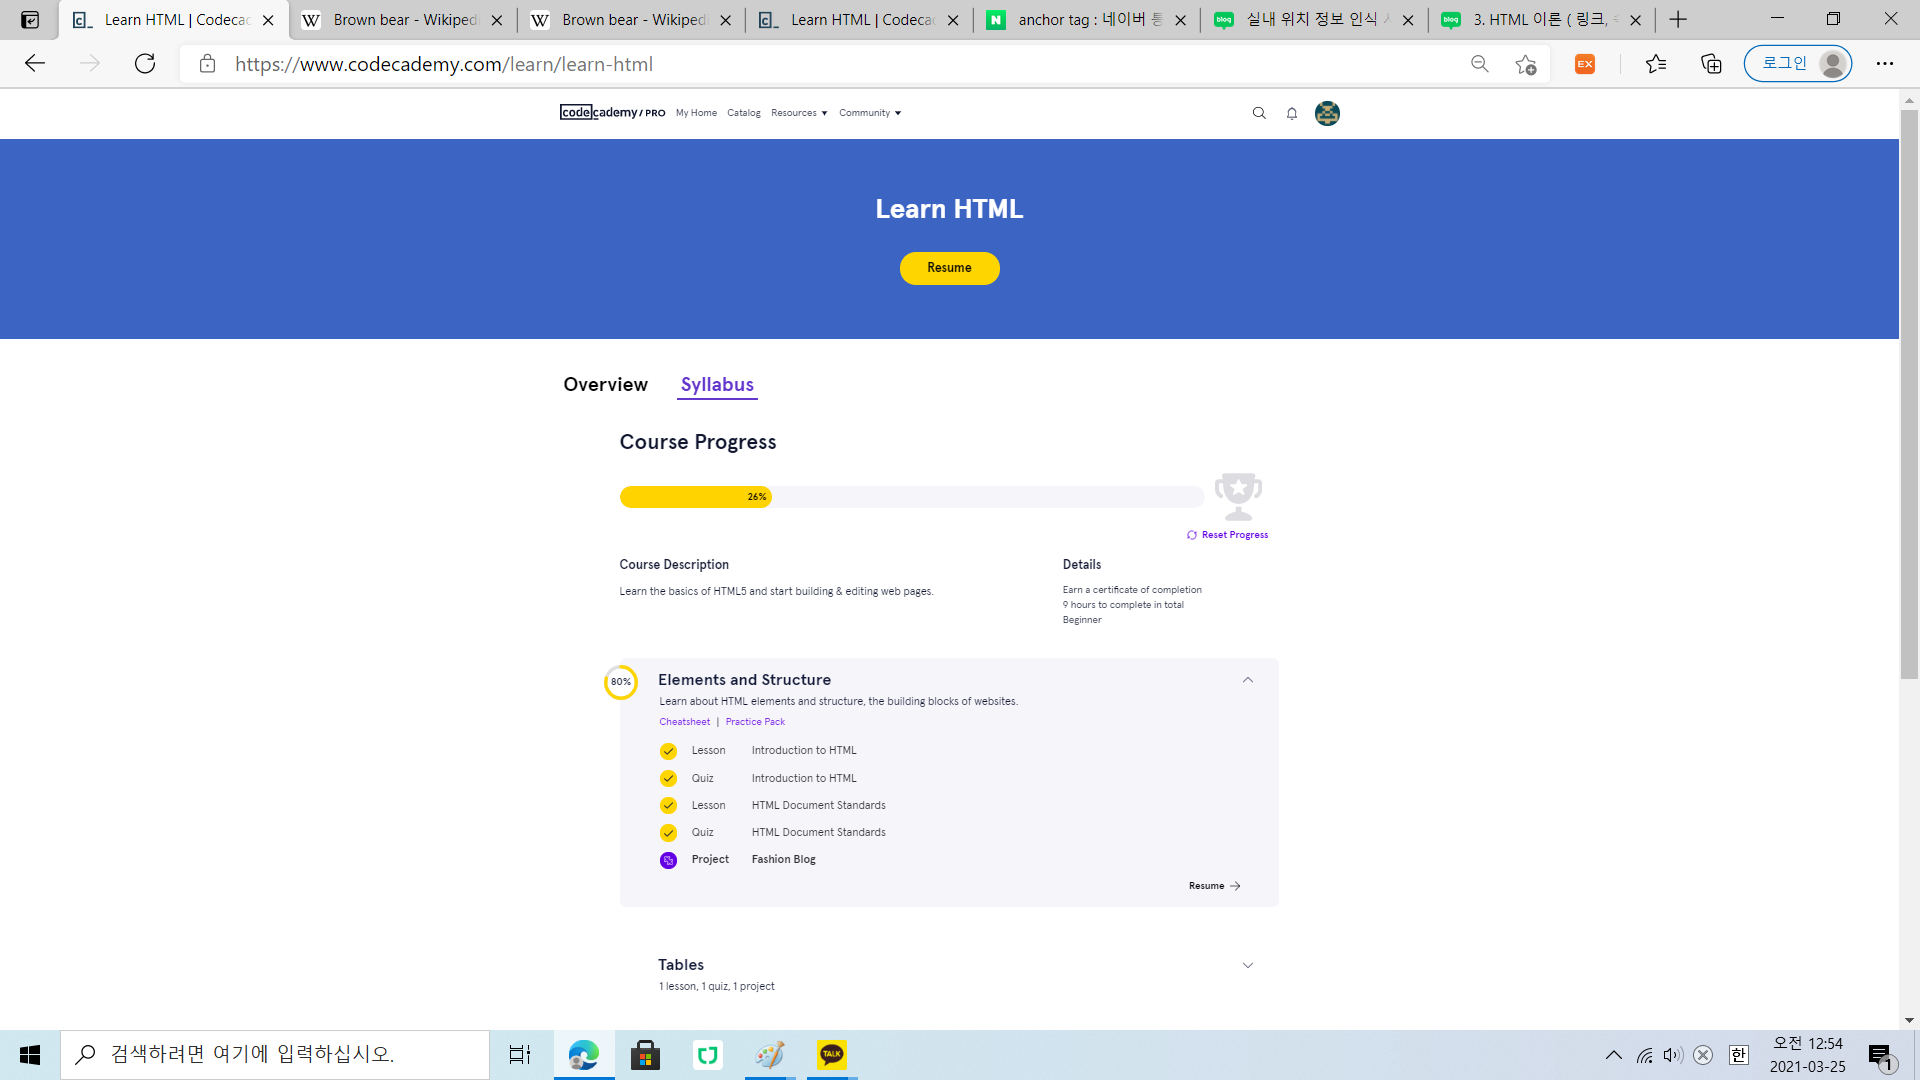 Learn HTML | Codecac
Brown bear - Wikipedi
Brown bear - Wikipedi
Learn HTML | Codecac
anchor tag : 네이버 통
실내 위치 정보 인식 시
3. HTML 이론 ( 링크,
https://www.codecademy.com/learn/learn-html
EX
로그인
codecademy / PRO
My Home
Catalog
Resources
Community
Learn HTML
Resume
Overview
Syllabus
Course Progress
26%
Reset Progress
Course Description
Learn the basics of HTML5 and start building & editing web pages.
Details
Earn a certificate of completion
9 hours to complete in total
Beginner
80%
Elements and Structure
Learn about HTML elements and structure, the building blocks of websites.
Cheatsheet | Practice Pack
Lesson Introduction to HTML
Quiz Introduction to HTML
Lesson HTML Document Standards
Quiz HTML Document Standards
Project Fashion Blog
Resume
Tables
1 lesson, 1 quiz, 1 project
검색하려면 여기에 입력하십시오.
TALK
한
오전 12:54
2021-03-25
1